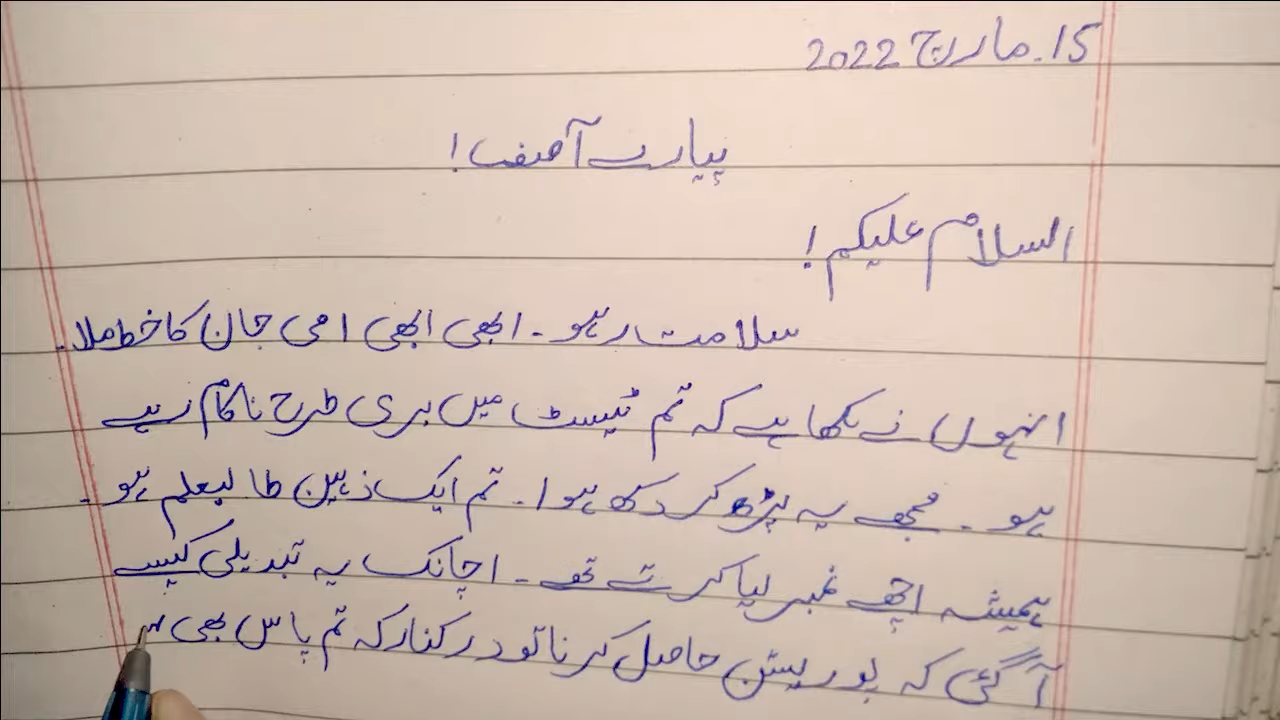 15۔مارچ 2022
پیارے آصف!
السلام علیکم!
سلامت رہو۔ ابھی ابھی امی جان کا خط ملا۔
انہوں نے لکھا ہے کہ تم ٹیسٹ میں بری طرح ناکام رہے
ہو۔ مجھے یہ پڑھ کر دکھ ہوا۔ تم ایک ذہین طالبعلم ہو۔
ہمیشہ اچھے نمبر لیا کرتے تھے۔ اچانک یہ تبدیلی کیسے
آ گئی کہ پوزیشن حاصل کرنا تو درکنار کہ تم پاس بھی